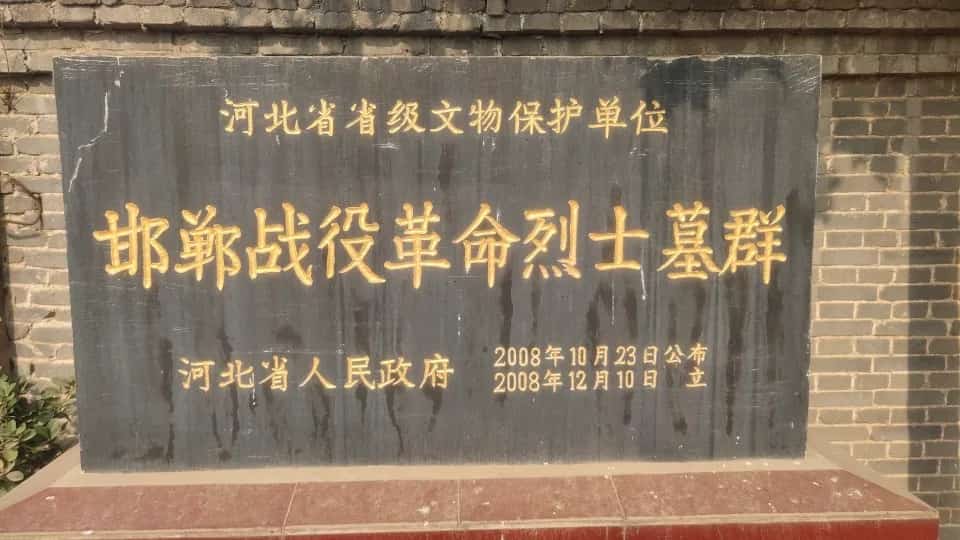 河北省省级文物保护单位
邯郸战役革命烈士墓群
河北省人民政府
2008年10月23日公布
2008年12月10日 立